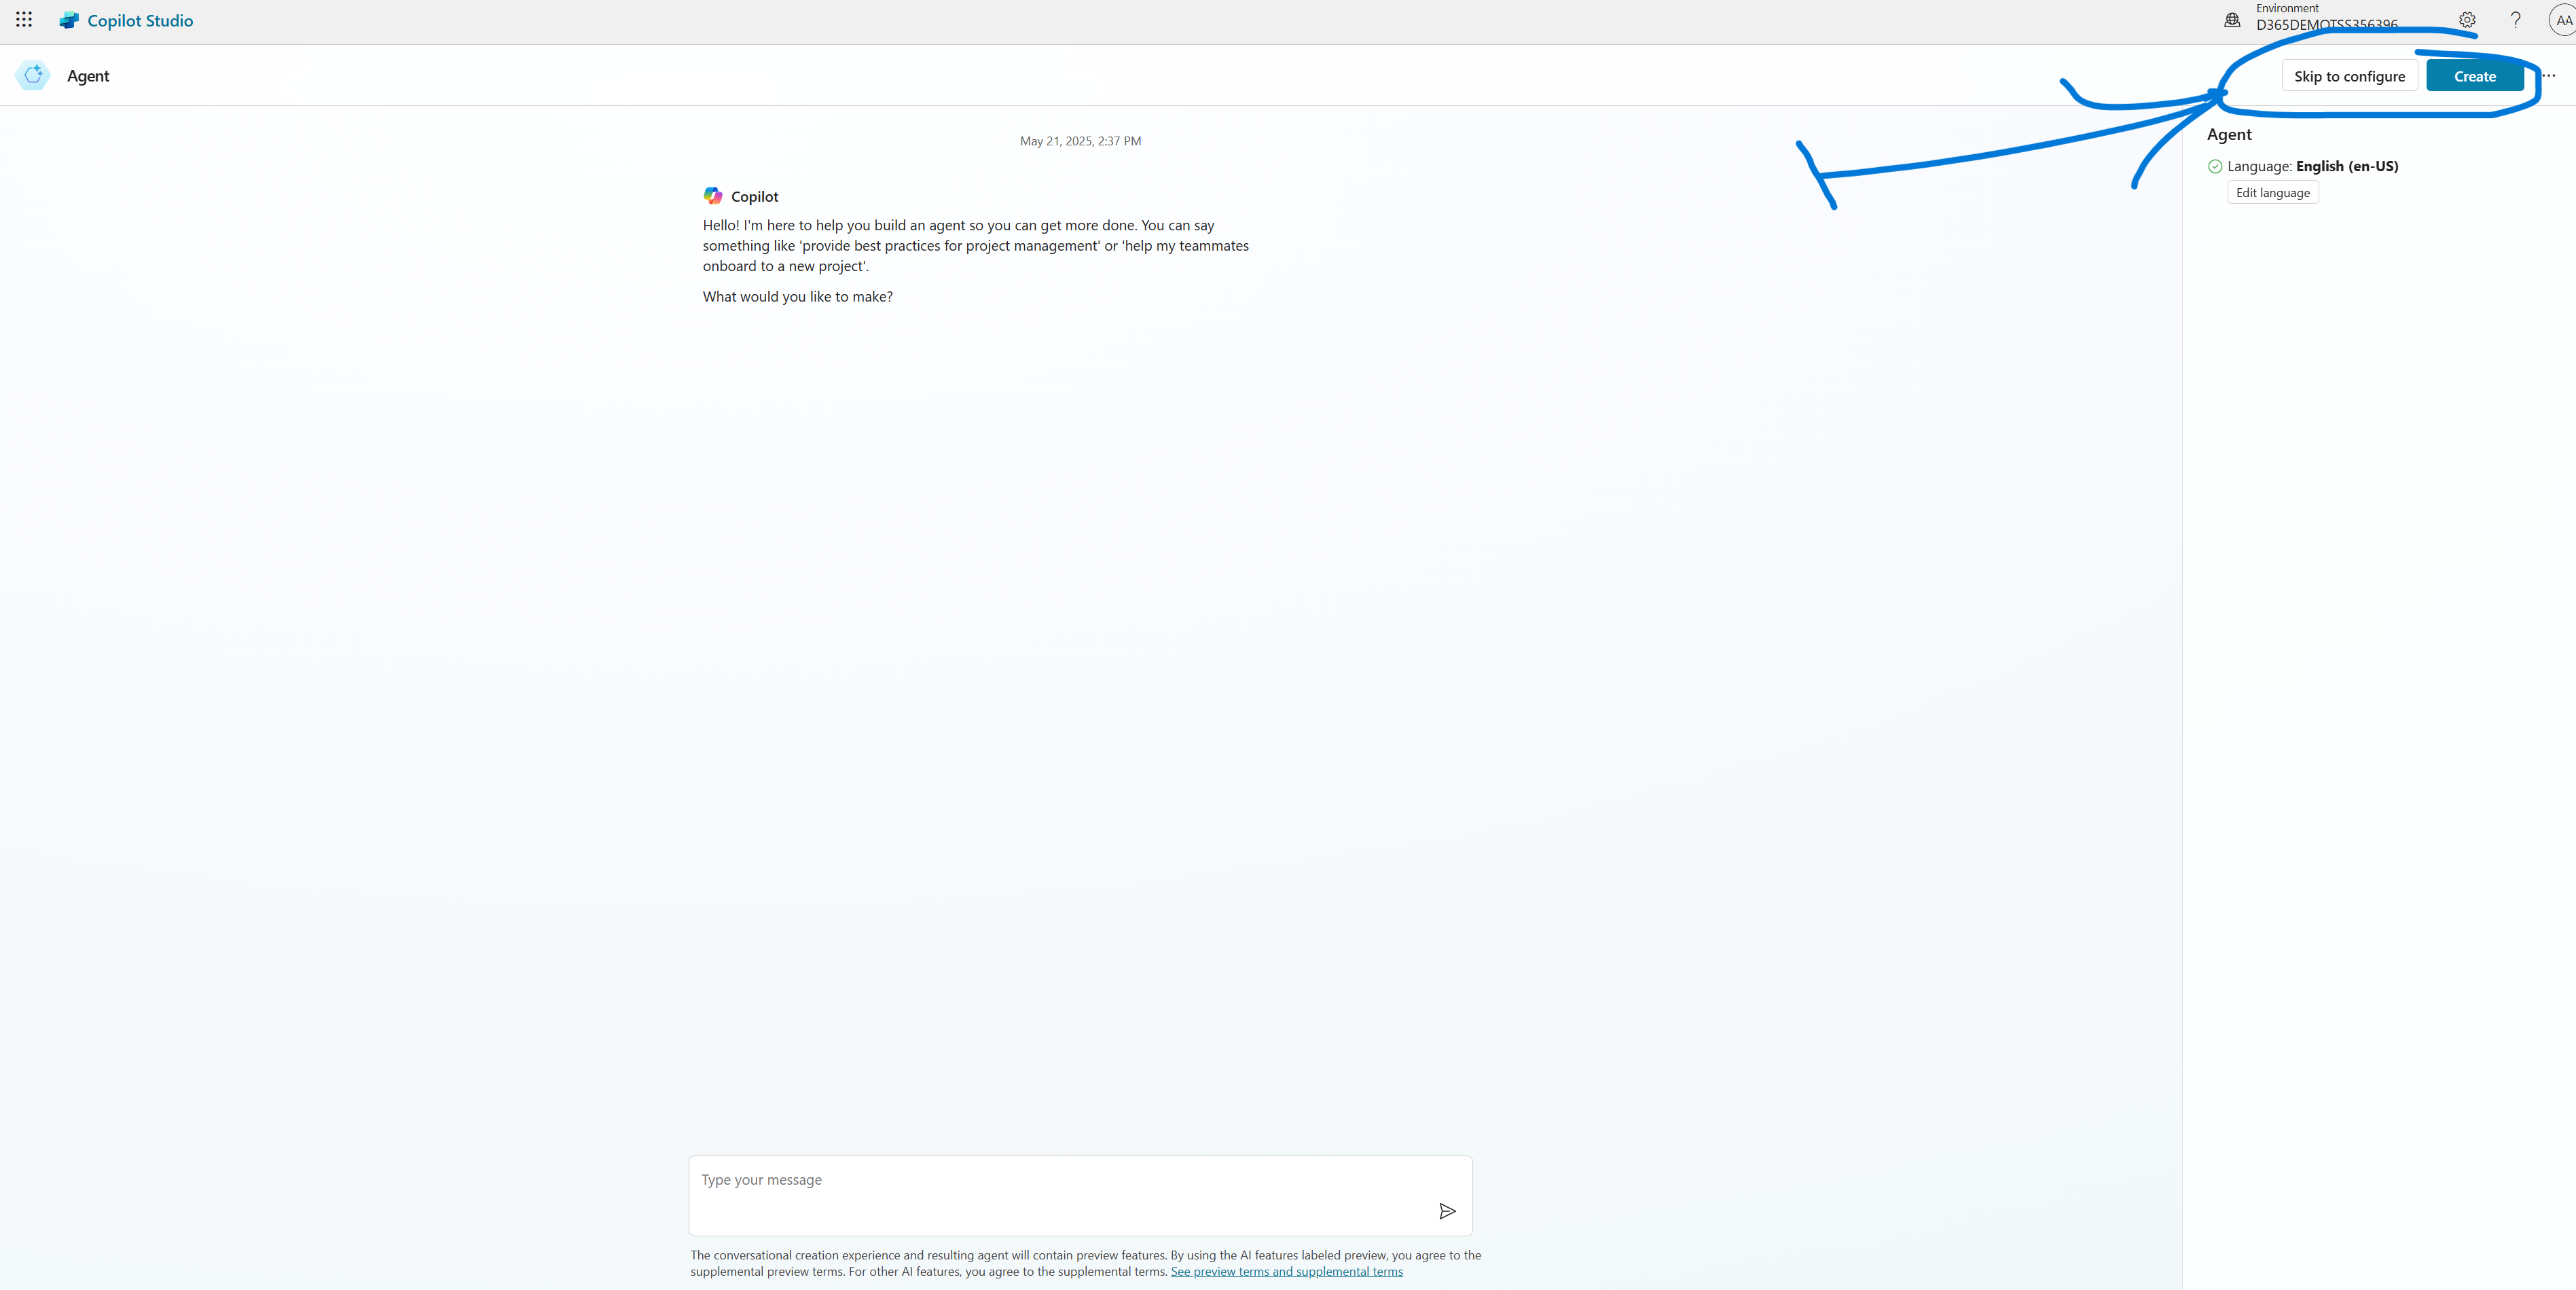 Copilot Studio
Environment
D365DEMOTSS356396
AA
Agent
Skip to configure
Create
May 21, 2025, 2:37 PM
Agent
Language: English (en-US)
Edit language
Copilot
Hello! I'm here to help you build an agent so you can get more done. You can say
something like 'provide best practices for project management' or 'help my teammates
onboard to a new project'.
What would you like to make?
Type your message
The conversational creation experience and resulting agent will contain preview features. By using the AI features labeled preview, you agree to the
supplemental preview terms. For other AI features, you agree to the supplemental terms. See preview terms and supplemental terms